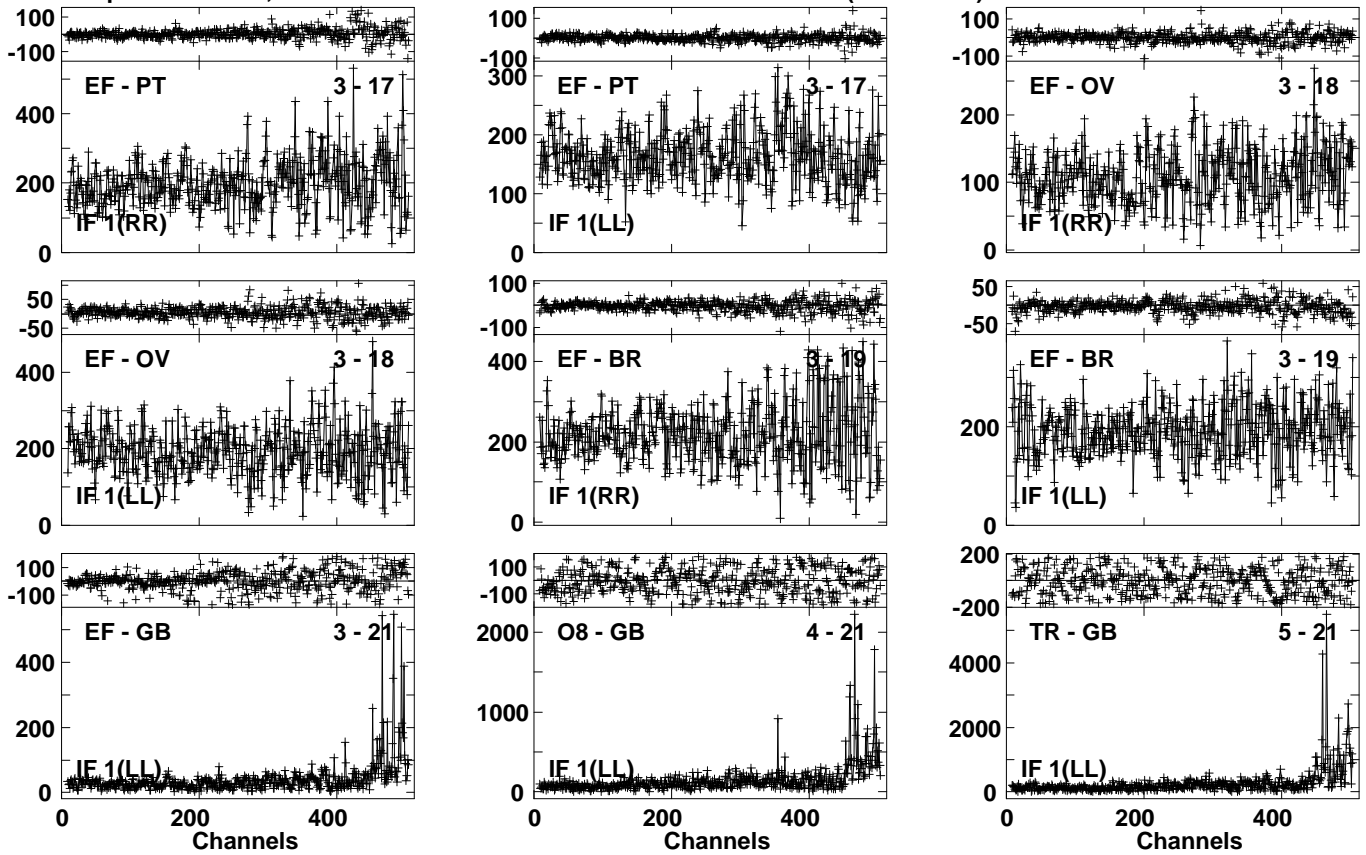 100
-100
EF - PT 3 - 17
400
200
0
IF 1(RR)
100
-100
300
EF - PT 3 - 17
200
100
0
IF 1(LL)
100
-100
EF - OV 3 - 18
200
100
0
IF 1(RR)
50
-50
EF - OV 3 - 18
400
200
0
IF 1(LL)
100
-100
EF - BR 3 - 19
400
200
0
IF 1(RR)
50
-50
EF - BR 3 - 19
200
0
IF 1(LL)
100
-100
EF - GB 3 - 21
400
200
0
IF 1(LL)
0 200 400
Channels
100
-100
O8 - GB 4 - 21
2000
1000
0
IF 1(LL)
0 200 400
Channels
200
-200
TR - GB 5 - 21
4000
2000
0
IF 1(LL)
0 200 400
Channels